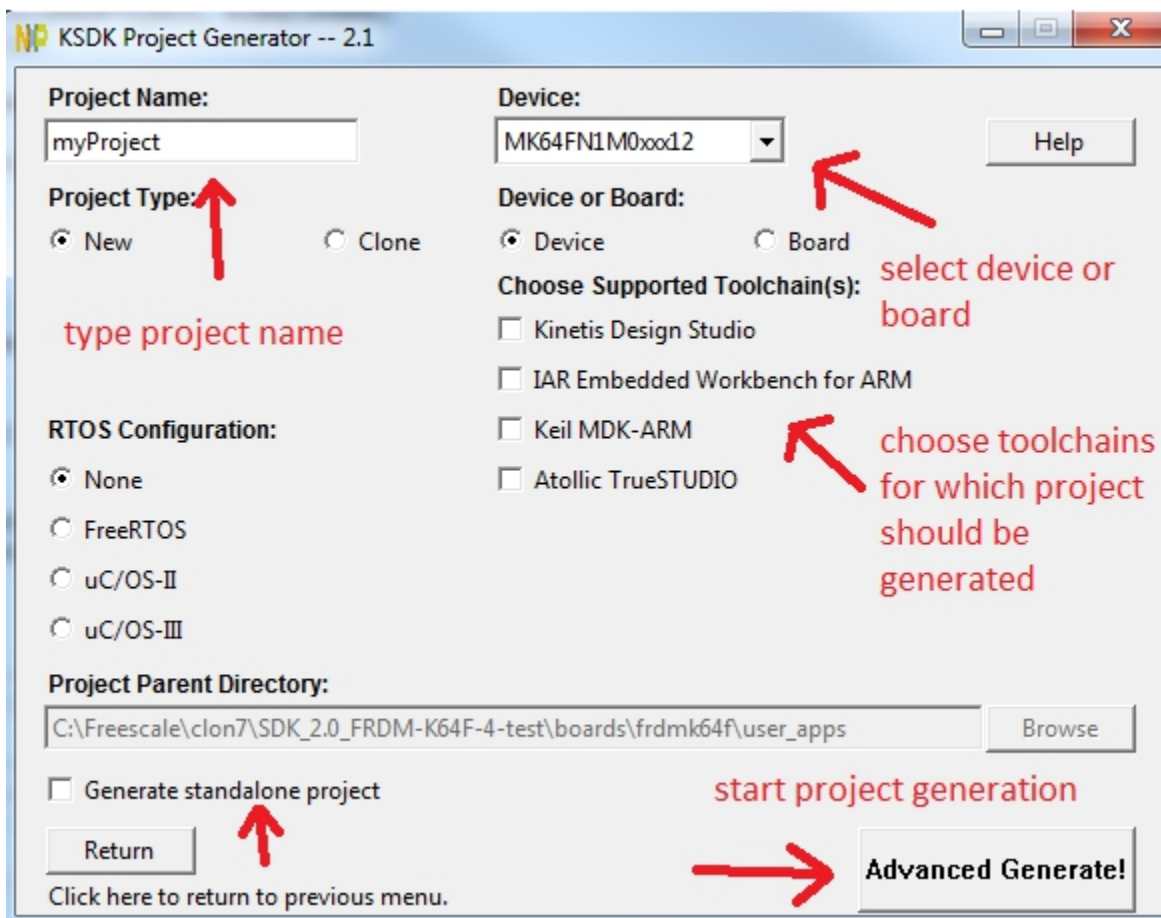 KSDK Project Generator -- 2.1
Project Name:
myProject
Device:
MK64FN1M0xxx12
Help
Project Type:
New
Clone
Device or Board:
Device
Board
type project name
select device or
board
Choose Supported Toolchain(s):
Kinetis Design Studio
IAR Embedded Workbench for ARM
Keil MDK-ARM
Atollic TrueSTUDIO
choose toolchains
for which project
should be
generated
RTOS Configuration:
None
FreeRTOS
uC/OS-II
uC/OS-III
Project Parent Directory:
C:\Freescale\clon7\SDK_2.0_FRDM-K64F-4-test\boards\frdmk64f\user_apps
Browse
Generate standalone project
start project generation
Return
Advanced Generate!
Click here to return to previous menu.